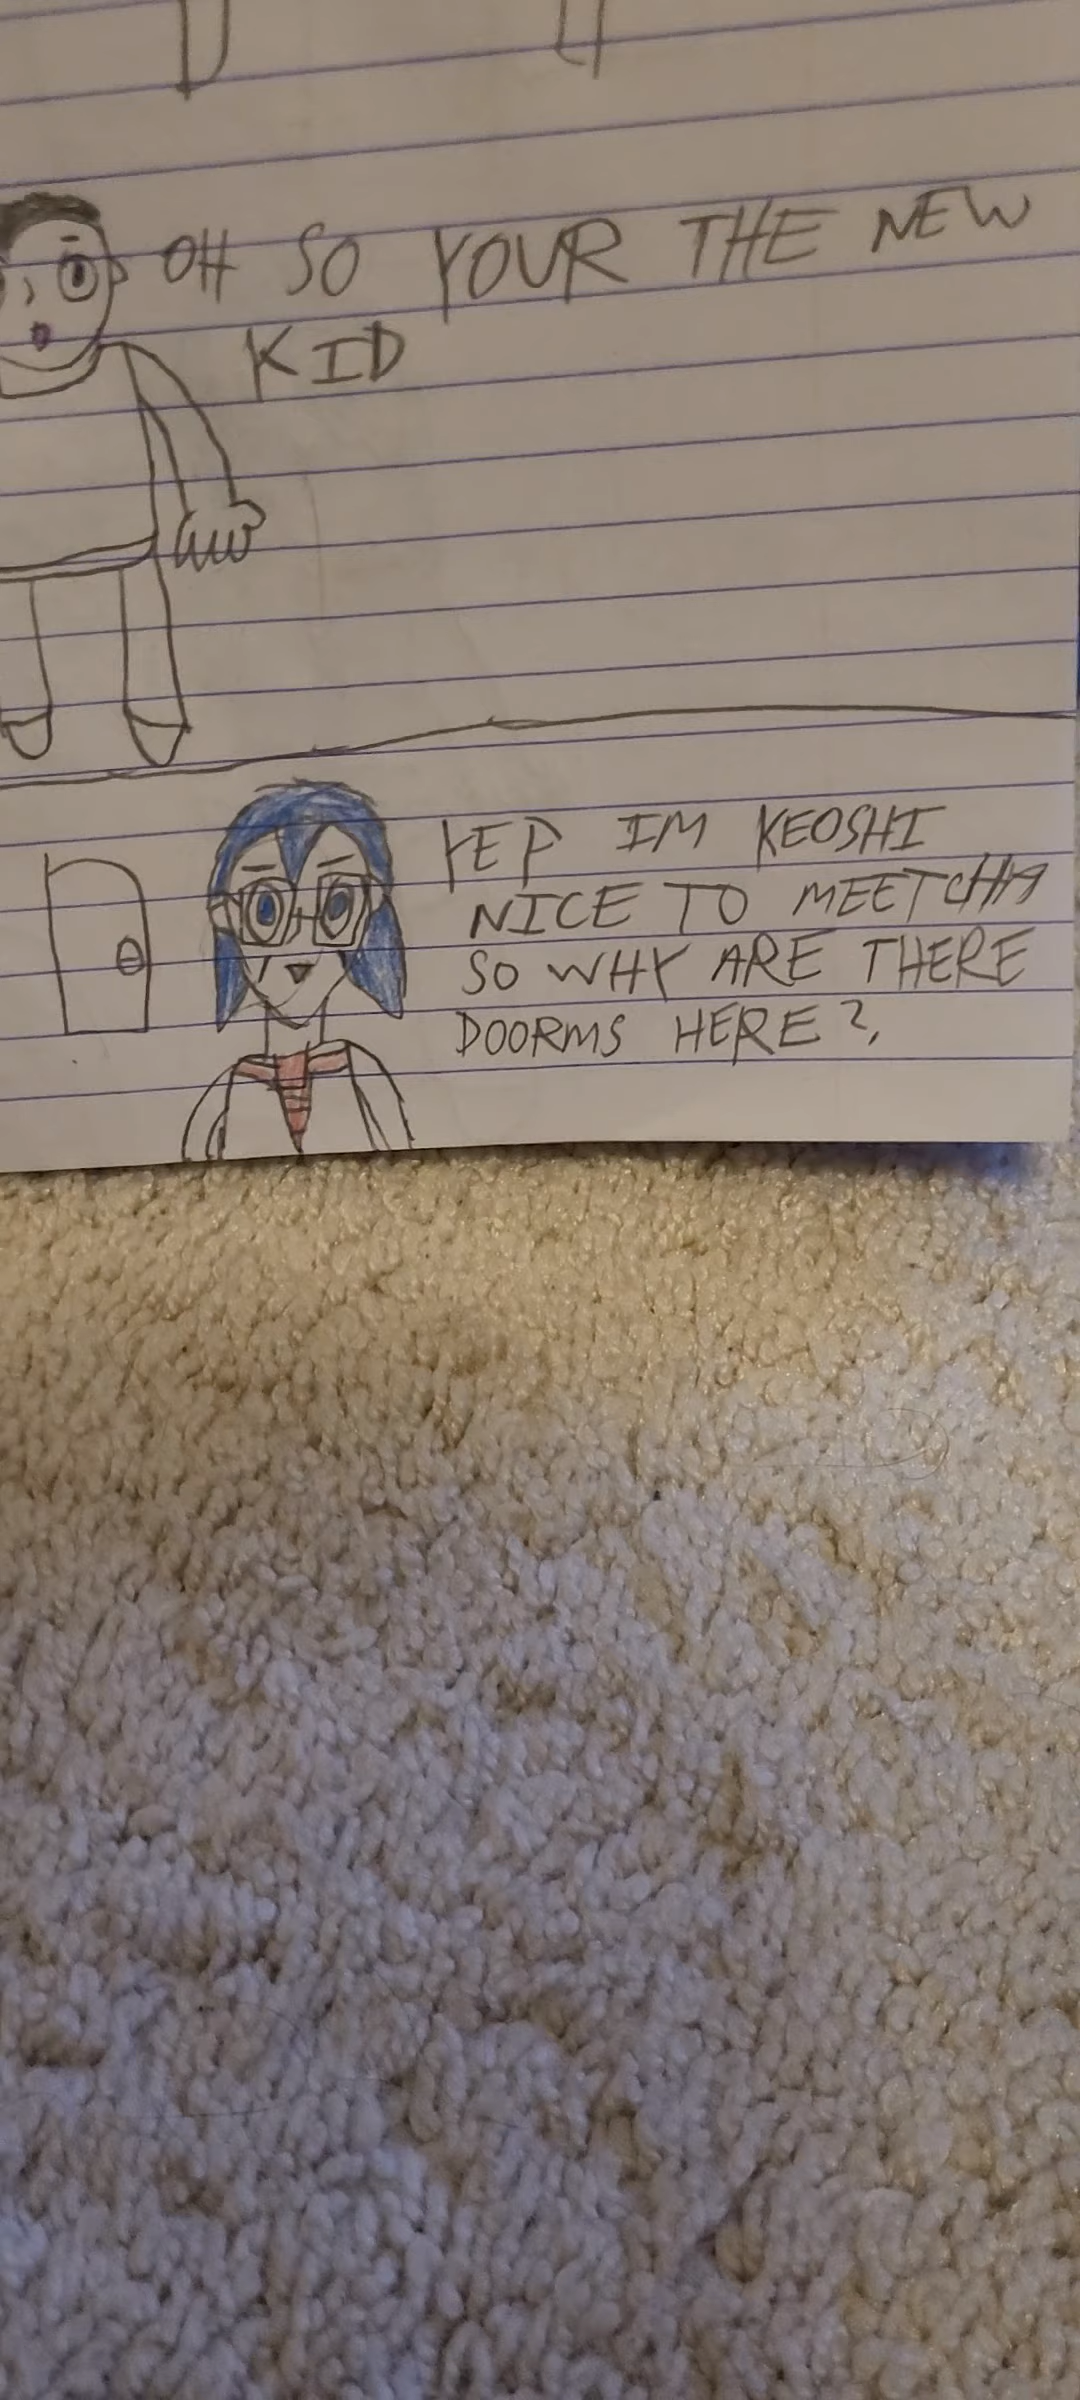 OH SO YOUR THE NEW
KID
YEP IM KEOSHI
NICE TO MEETCHA
SO WHY ARE THERE
DOORMS HERE?